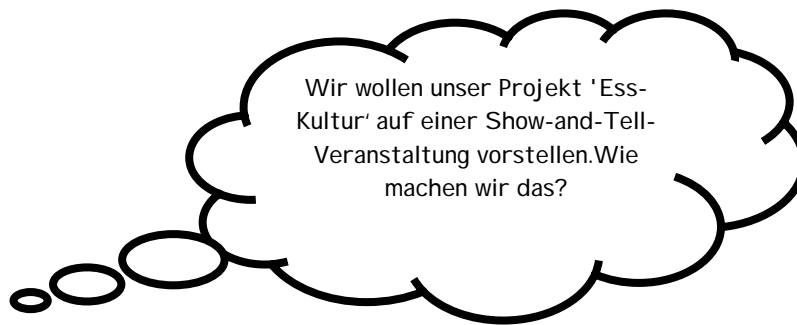 Wir wollen unser Projekt 'Ess-
Kultur' auf einer Show-and-Tell-
Veranstaltung vorstellen.Wie
machen wir das?